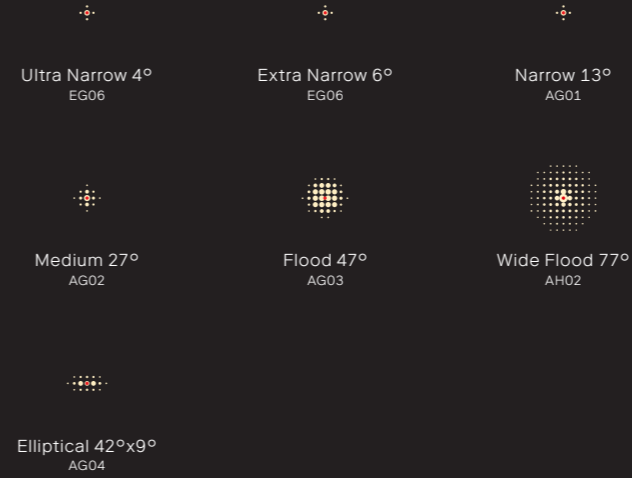 Ultra Narrow 4°
EG06
Extra Narrow 6°
EG06
Narrow 13°
AG01
Medium 27°
AG02
Flood 47°
AG03
Wide Flood 77°
AH02
Elliptical 42°x9°
AG04